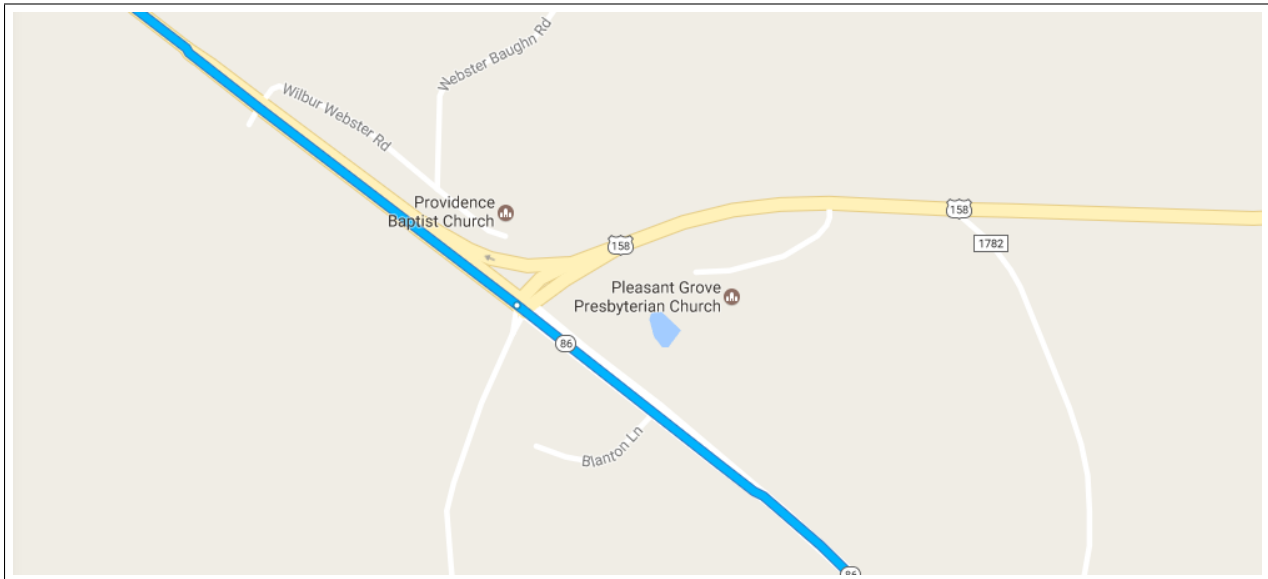 Webster Baughn Rd
Wilbur Webster Rd
Providence
Baptist Church
158
158
1782
Pleasant Grove
Presbyterian Church
86
Blanton Ln
86